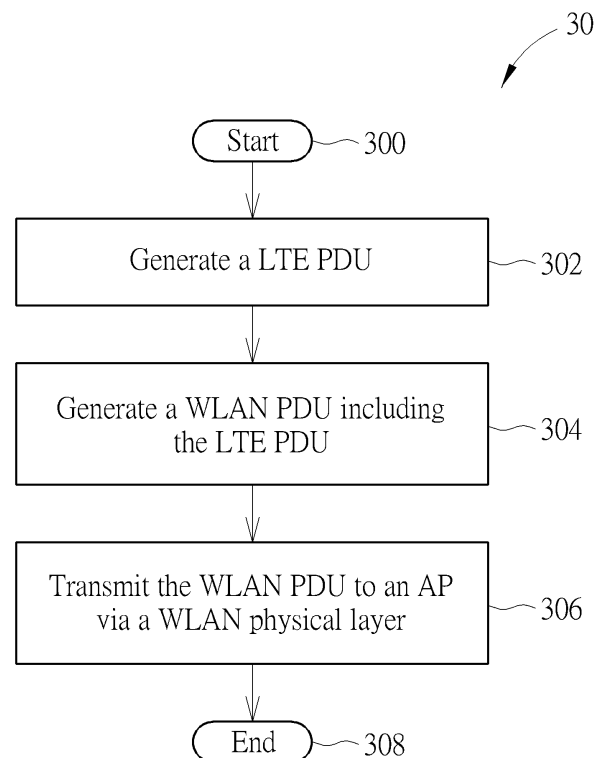 30
Start
300
Generate a LTE PDU
302
Generate a WLAN PDU including
the LTE PDU
304
Transmit the WLAN PDU to an AP
via a WLAN physical layer
306
End
308